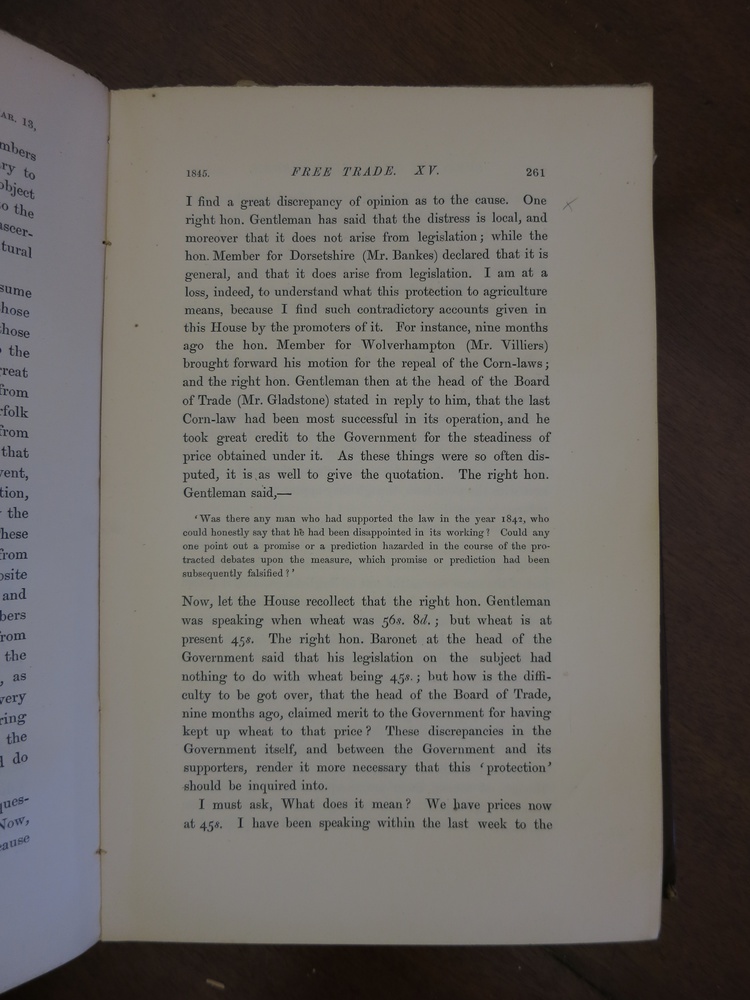 AR. 13,
mbers
ry to
object
o the
ascer-
tural
sume
hose
those
the
reat
from
rfolk
from
that
vent,
tion,
the
hese
from
osite
and
bers
rom
the
, as
very
ring
the
do
ques-
Now,
cause
1845. FREE TRADE. XV. 261
I find a great discrepancy of opinion as to the cause. One
right hon. Gentleman has said that the distress is local, and
moreover that it does not arise from legislation; while the
hon. Member for Dorsetshire (Mr. Bankes) declared that it is
general, and that it does arise from legislation. I am at a
loss, indeed, to understand what this protection to agriculture
means, because I find such contradictory accounts given in
this House by the promoters of it. For instance, nine months
ago the hon. Member for Wolverhampton (Mr. Villiers)
brought forward his motion for the repeal of the Corn-laws;
and the right hon. Gentleman then at the head of the Board
of Trade (Mr. Gladstone) stated in reply to him, that the last
Corn-law had been most successful in its operation, and he
took great credit to the Government for the steadiness of
price obtained under it. As these things were so often dis-
puted, it is as well to give the quotation. The right hon.
Gentleman said,—
'Was there any man who had supported the law in the year 1842, who
could honestly say that he had been disappointed in its working? Could any
one point out a promise or a prediction hazarded in the course of the pro-
tracted debates upon the measure, which promise or prediction had been
subsequently falsified?'
Now, let the House recollect that the right hon. Gentleman
was speaking when wheat was 56s. 8d.; but wheat is at
present 45s. The right hon. Baronet at the head of the
Government said that his legislation on the subject had
nothing to do with wheat being 45s.; but how is the diffi-
culty to be got over, that the head of the Board of Trade,
nine months ago, claimed merit to the Government for having
kept up wheat to that price? These discrepancies in the
Government itself, and between the Government and its
supporters, render it more necessary that this 'protection'
should be inquired into.
I must ask, What does it mean? We have prices now
at 45s. I have been speaking within the last week to the